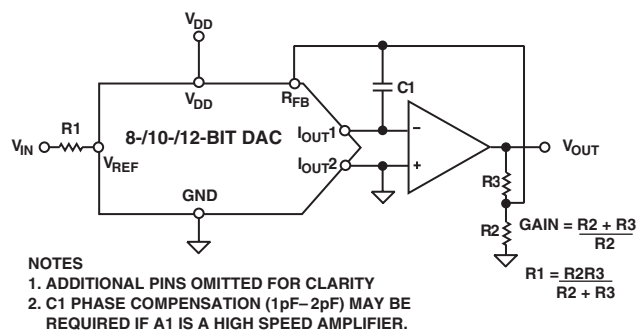 VDD
VDD
RFB
C1
R1
8-/10-/12-BIT DAC
IOUT1
VIN
VREF
IOUT2
VOUT
GND
R3
R2
GAIN = R2 + R3
R2
R1 = R2R3
R2 + R3
NOTES
1. ADDITIONAL PINS OMITTED FOR CLARITY
2. C1 PHASE COMPENSATION (1pF–2pF) MAY BE
REQUIRED IF A1 IS A HIGH SPEED AMPLIFIER.